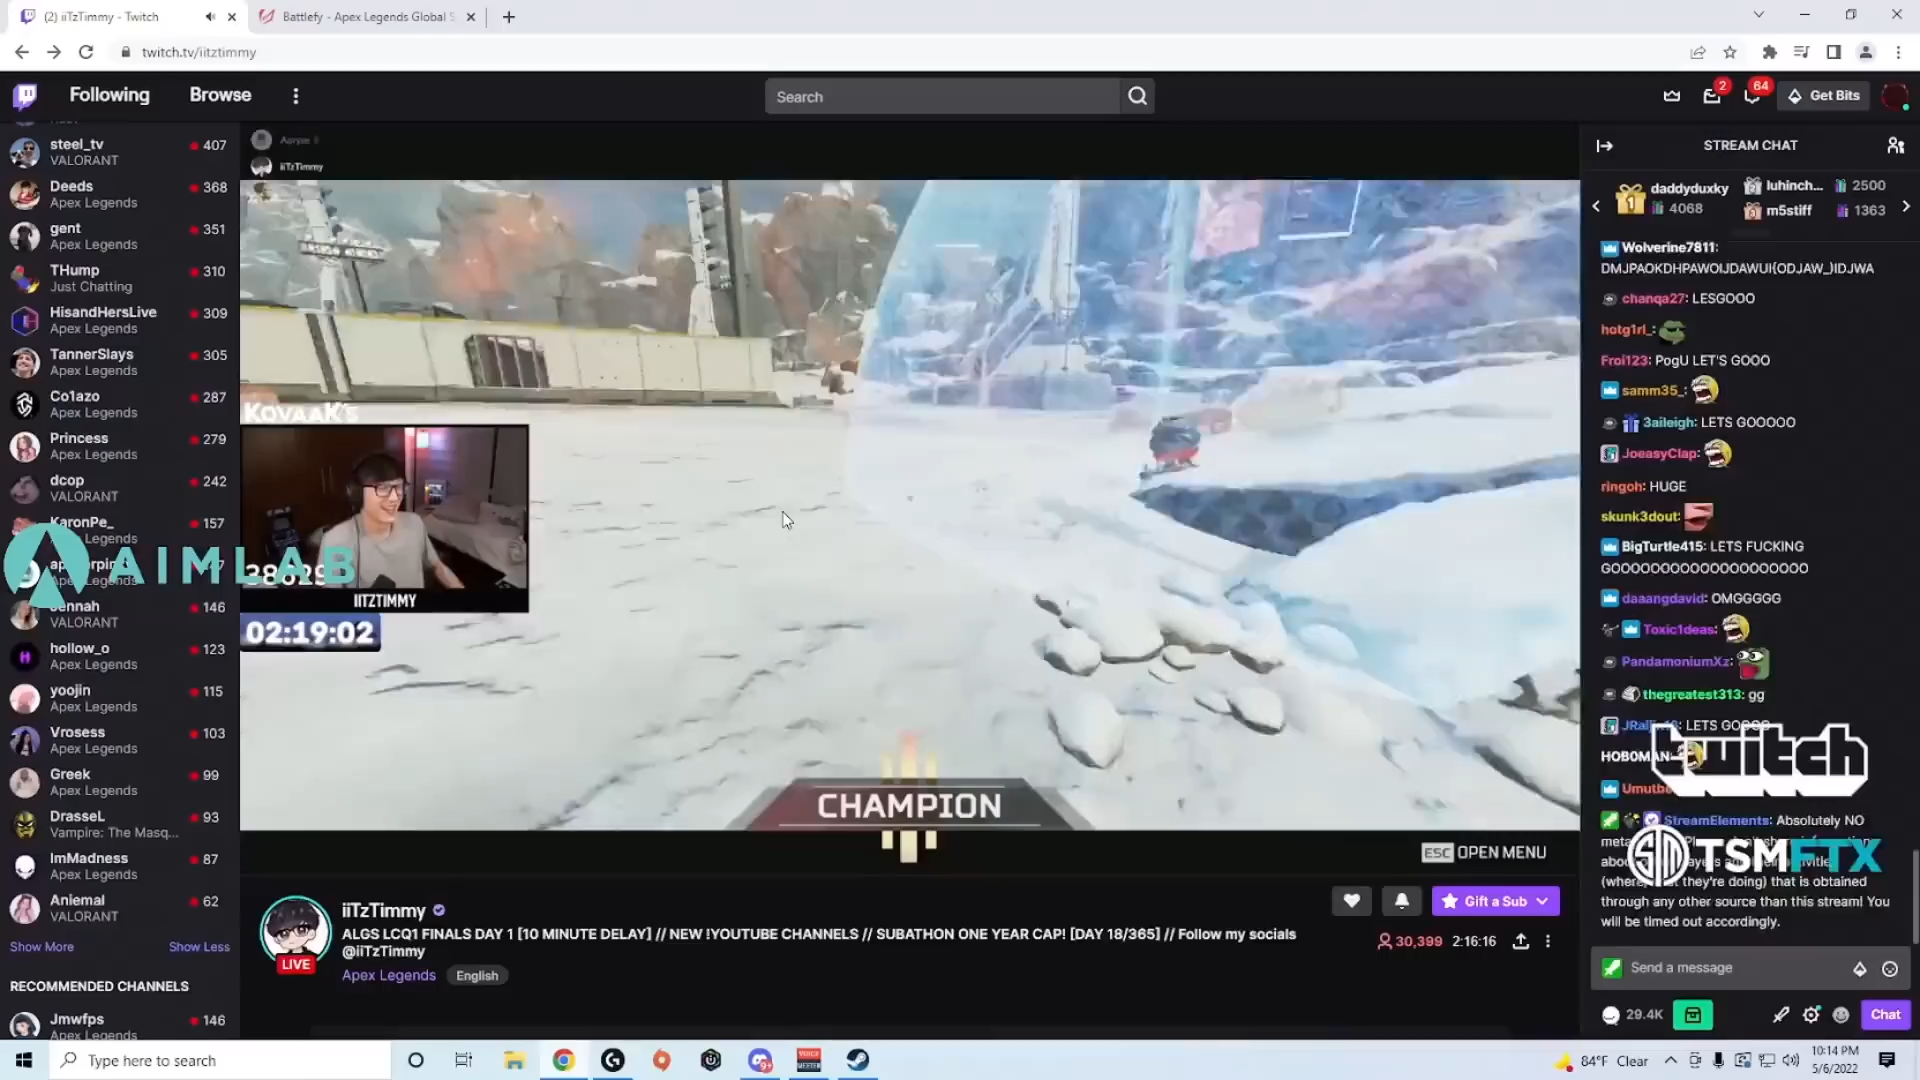 (2) iiTzTimmy - Twitch
Battlefy - Apex Legends Global S
twitch.tv/iitztimmy
Following
Browse
Search
2
64
Get Bits
steel_tv
VALORANT
407
Deeds
Apex Legends
368
gent
Apex Legends
351
THump
Just Chatting
310
HisandHersLive
Apex Legends
309
TannerSlays
Apex Legends
305
Co1azo
Apex Legends
287
Princess
Apex Legends
279
dcop
VALORANT
242
KaronPe_
Legends
157
AIMLAB
VALORANT
146
hollow_o
Apex Legends
123
yoojin
Apex Legends
115
Vrosess
Apex Legends
103
Greek
Apex Legends
99
DrasseL
Vampire: The Masq...
93
ImMadness
Apex Legends
87
Aniemal
VALORANT
62
Show More
Show Less
RECOMMENDED CHANNELS
Jmwfps
Apex Legends
146
iiTzTimmy
KOVAAK'S
IITZTIMMY
02:19:02
CHAMPION
ESC OPEN MENU
LIVE
iiTzTimmy
ALGS LCQ1 FINALS DAY 1 [10 MINUTE DELAY] // NEW !YOUTUBE CHANNELS // SUBATHON ONE YEAR CAP! [DAY 18/365] // Follow my socials
@iiTzTimmy
Apex Legends
English
Gift a Sub
30,399
2:16:16
STREAM CHAT
1
daddyduxky
4068
luhinch...
2500
m5stiff
1363
Wolverine7811:
DMJPAOKDHPAWOIJDAWUI{ODJAW_)IDJWA
chanqa27: LESGOOO
hotg1rl_:
Froi123: PogU LET'S GOOO
samm35_:
3aileigh: LETS GOOOOO
JoeasyClap:
ringoh: HUGE
skunk3dout:
BigTurtle415: LETS FUCKING
GOOOOOOOOOOOOOOOOOOO
daaangdavid: OMGGGGG
Toxic1deas:
PandamoniumXz:
thegreatest313: gg
LETS GOOOO
HOB0MAN:
twitch
StreamElements: Absolutely NO
TSMFTX
they're doing) that is obtained
through any other source than this stream! You
will be timed out accordingly.
Send a message
29.4K
Chat
Type here to search
84°F Clear
10:14 PM
5/6/2022